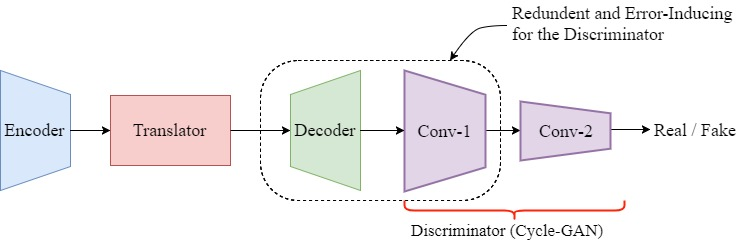 Redundent and Error-Inducing
for the Discriminator
Encoder
Translator
Decoder
Conv-1
Conv-2
Real / Fake
Discriminator (Cycle-GAN)